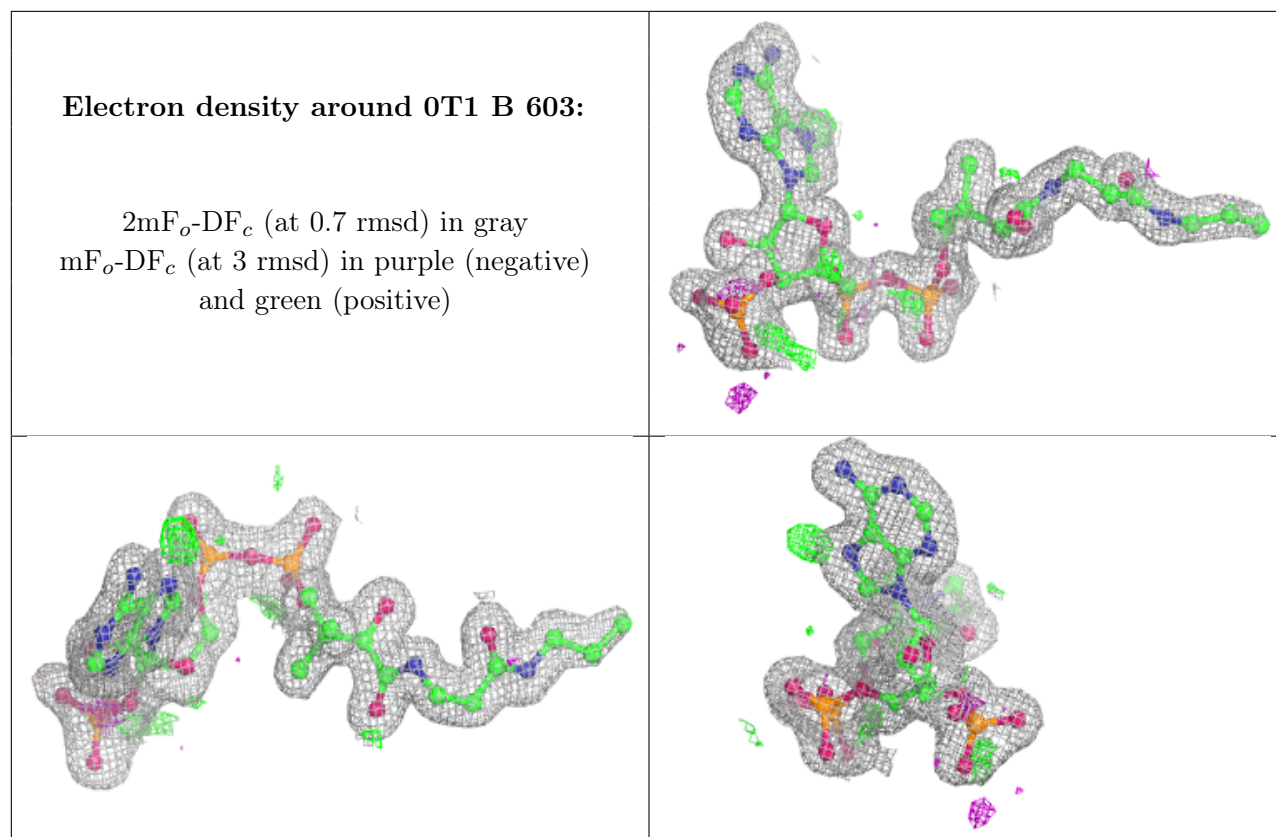 Electron density around 0T1 B 603:
2mFo-DFc (at 0.7 rmsd) in gray
mFo-DFc (at 3 rmsd) in purple (negative)
and green (positive)